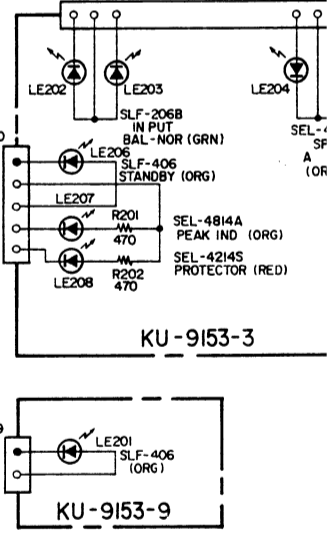 LE202
LE203
LE204
SLF-206B
IN PUT
BAL-NOR (GRN)
LE206
SLF-406
STANDBY (ORG)
LE207
R201
470
SEL-4814A
PEAK IND (ORG)
LE208
R202
470
SEL-4214S
PROTECTOR (RED)
KU-9153-3
LE201
SLF-406
(ORG)
KU-9153-9